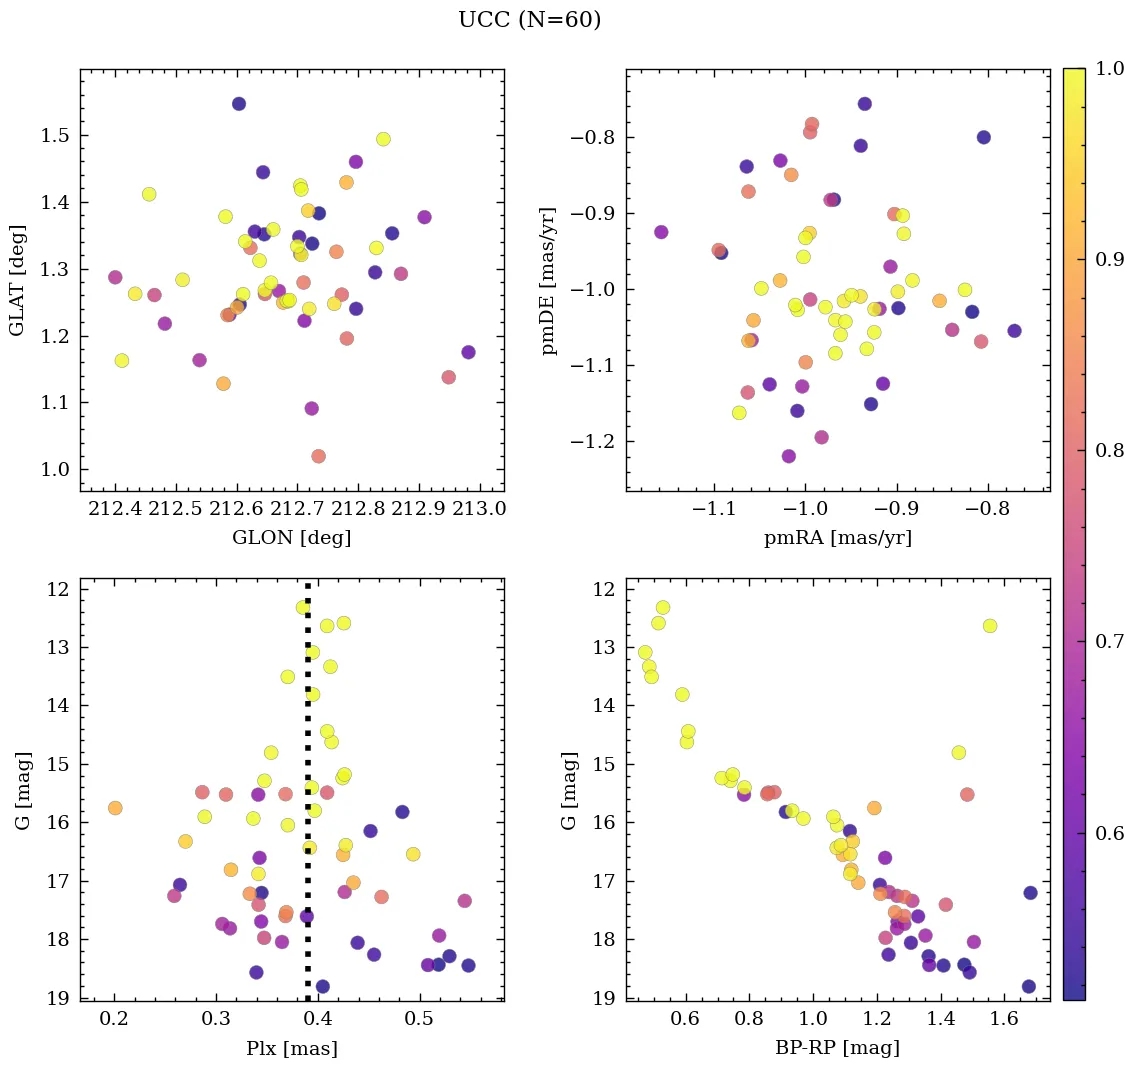 UCC (N=60)
1.5
1.4
1.3
1.2
1.1
1.0
GLAT [deg]
212.4 212.5 212.6 212.7 212.8 212.9 213.0
GLON [deg]
−0.8
−0.9
−1.0
−1.1
−1.2
pmDE [mas/yr]
−1.1 −1.0 −0.9 −0.8
pmRA [mas/yr]
12
13
14
15
16
17
18
19
G [mag]
0.2 0.3 0.4 0.5
Plx [mas]
12
13
14
15
16
17
18
19
G [mag]
0.6 0.8 1.0 1.2 1.4 1.6
BP-RP [mag]
1.0
0.9
0.8
0.7
0.6